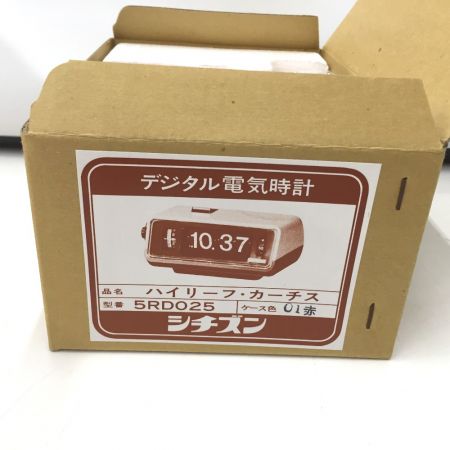 デジタル電気時計
10.37
品名 ハイリーフ・カーチス
型番 5RD025 ケース色 01赤
シチズン